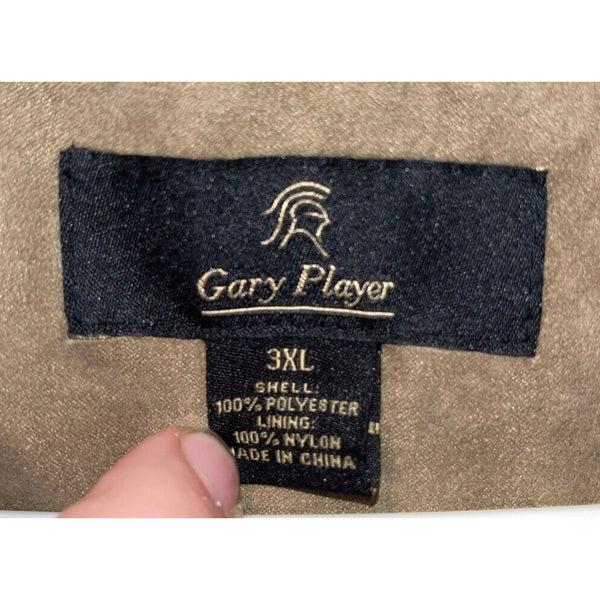 Gary Player
3XL
SHELL:
100% POLYESTER
LINING:
100% NYLON
MADE IN CHINA